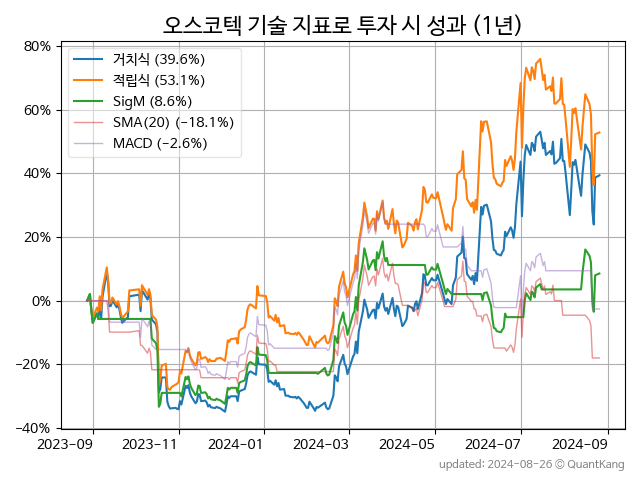 오스코텍 기술 지표로 투자 시 성과 (1년)
거치식 (39.6%)
적립식 (53.1%)
SigM (8.6%)
SMA(20) (−18.1%)
MACD (−2.6%)
80%
60%
40%
20%
0%
−20%
−40%
2023-09 2023-11 2024-01 2024-03 2024-05 2024-07 2024-09
updated: 2024-08-26 © QuantKang